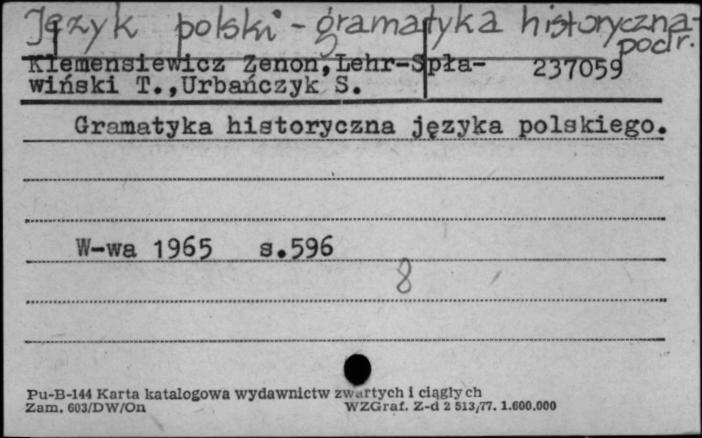 Język polski - gramatyka historyczna-
podr.
Klemensiewicz Zenon,Lehr-Spła-
wiński T.,Urbańczyk S.
237059
Gramatyka historyczna języka polskiego.
W-wa 1965 s.596
8
Pu-B-144 Karta katalogowa wydawnictw zwartych i ciągłych
Zam. 603/DW/On WZGraf. Z-d 2 513/77. 1.600.000